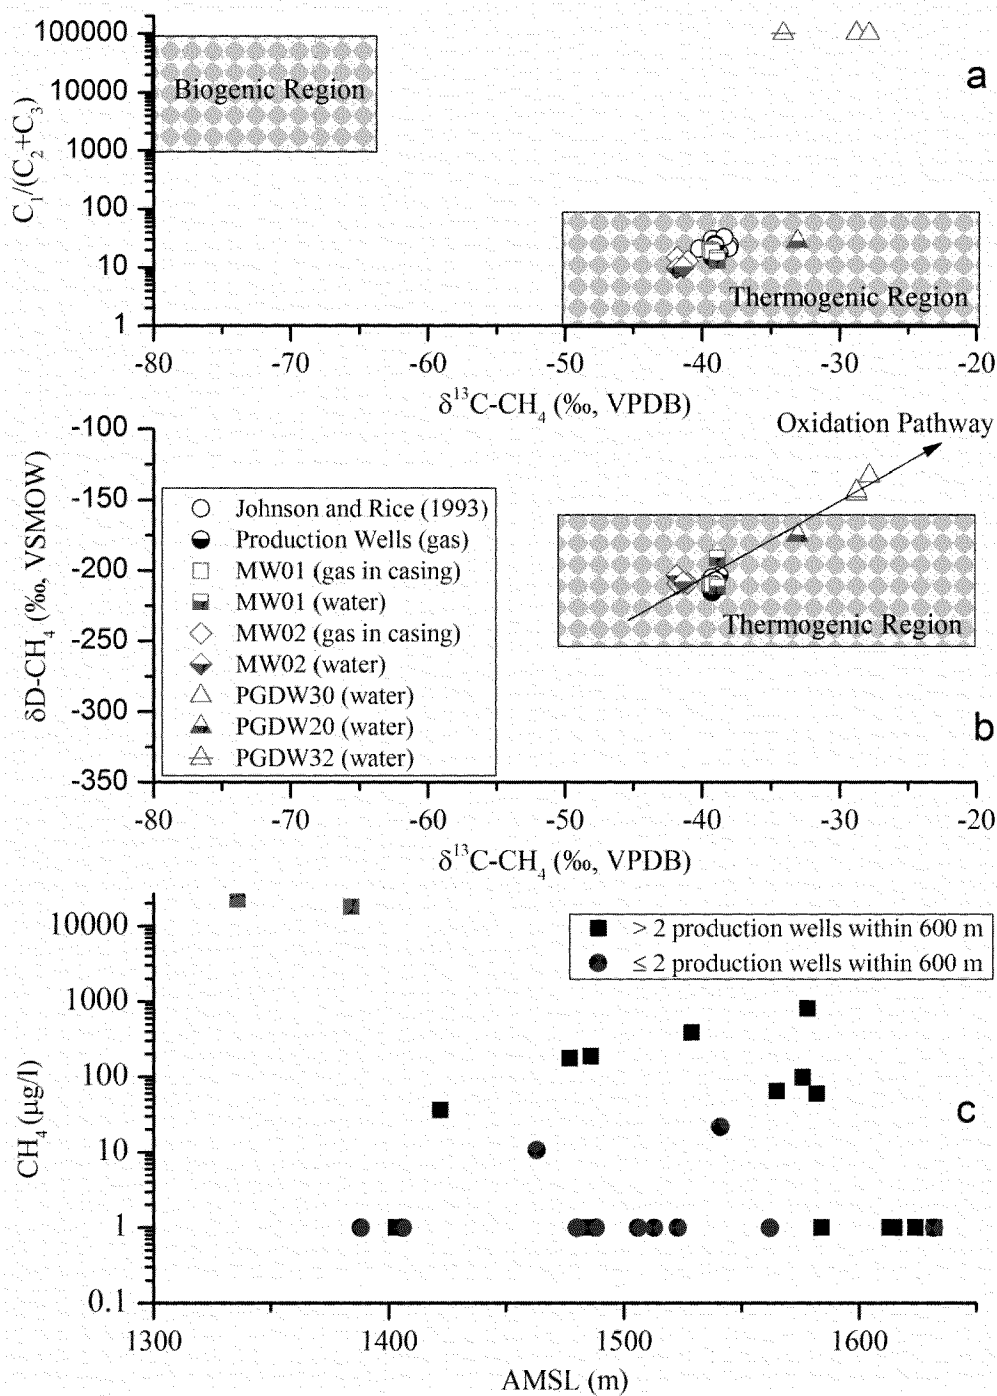 100000
10000
1000
100
10
1
C1/(C2+C3)
Biogenic Region
a
Thermogenic Region
-80 -70 -60 -50 -40 -30 -20
δ13C-CH4 (‰, VPDB)
-100
-150
-200
-250
-300
-350
δD-CH4 (‰, VSMOW)
Oxidation Pathway
Johnson and Rice (1993)
Production Wells (gas)
MW01 (gas in casing)
MW01 (water)
MW02 (gas in casing)
MW02 (water)
PGDW30 (water)
PGDW20 (water)
PGDW32 (water)
Thermogenic Region
b
-80 -70 -60 -50 -40 -30 -20
δ13C-CH4 (‰, VPDB)
10000
1000
100
10
1
0.1
CH4 (µg/l)
> 2 production wells within 600 m
≤ 2 production wells within 600 m
c
1300 1400 1500 1600
AMSL (m)